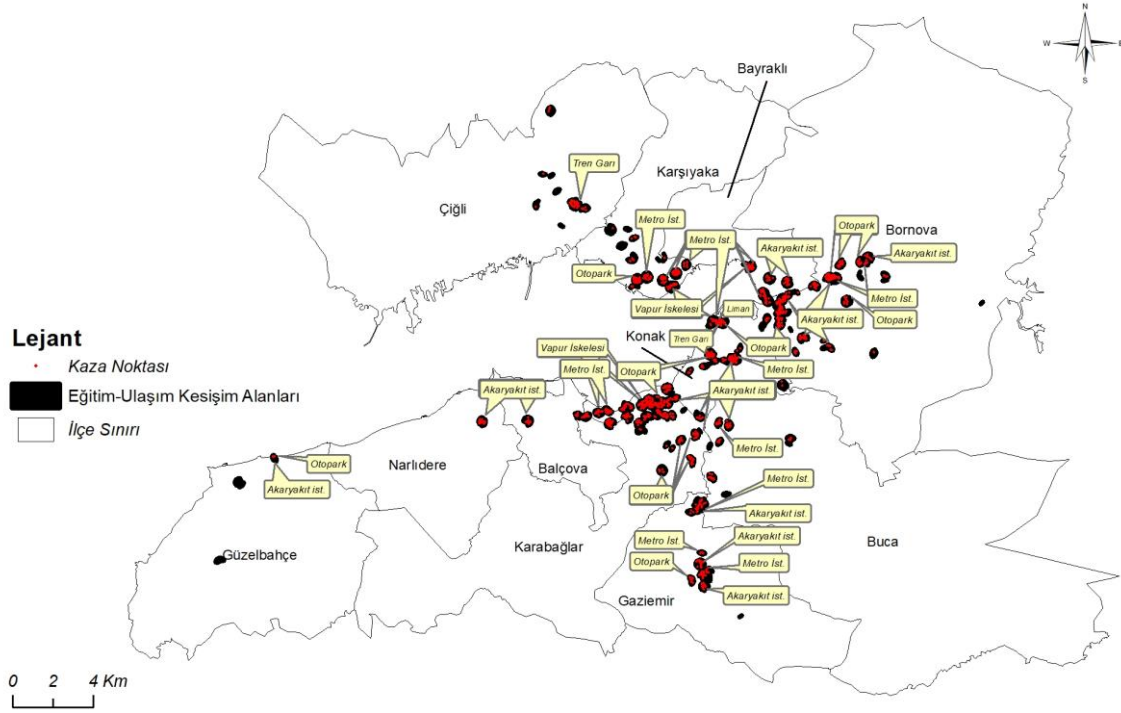 N
W E
S
Bayraklı
Tren Garı
Karşıyaka
Çiğli
Metro İst.
Metro İst.
Akaryakıt ist.
Otopark
Bornova
Akaryakıt ist.
Otopark
Metro İst.
Vapur İskelesi
Liman
Akaryakıt ist.
Otopark
Lejant
Kaza Noktası
Eğitim-Ulaşım Kesişim Alanları
İlçe Sınırı
Konak
Tren Garı
Otopark
Vapur İskelesi
Metro İst.
Otopark
Metro İst.
Akaryakıt ist.
Akaryakıt ist.
Metro İst.
Otopark
Akaryakıt ist.
Narlıdere
Balçova
Otopark
Metro İst.
Akaryakıt ist.
Güzelbahçe
Karabağlar
Buca
Akaryakıt ist.
Metro İst.
Otopark
Metro İst.
Akaryakıt ist.
Gaziemir
0 2 4 Km